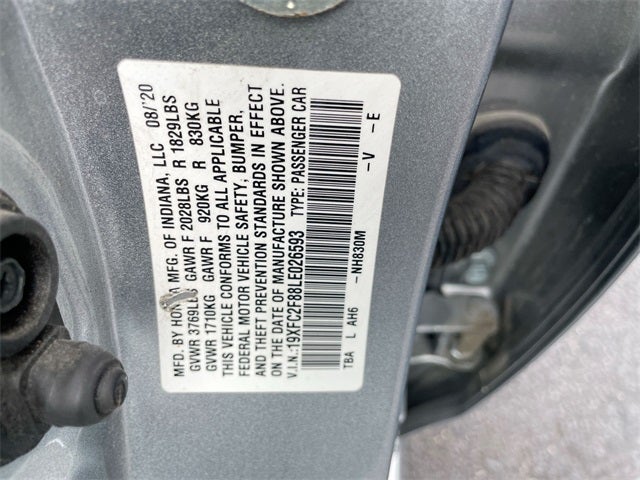 MFD. BY HONDA MFG. OF INDIANA, LLC 08/'20
GVWR 3769LBS GAWR F 2028LBS R 1829LBS
GVWR 1710KG GAWR F 920KG R 830KG
THIS VEHICLE CONFORMS TO ALL APPLICABLE
FEDERAL MOTOR VEHICLE SAFETY, BUMPER,
AND THEFT PREVENTION STANDARDS IN EFFECT
ON THE DATE OF MANUFACTURE SHOWN ABOVE.
V.I.N.:19XFC2F88LE026593 TYPE: PASSENGER CAR
-NH830M -V -E
TBA L AH6